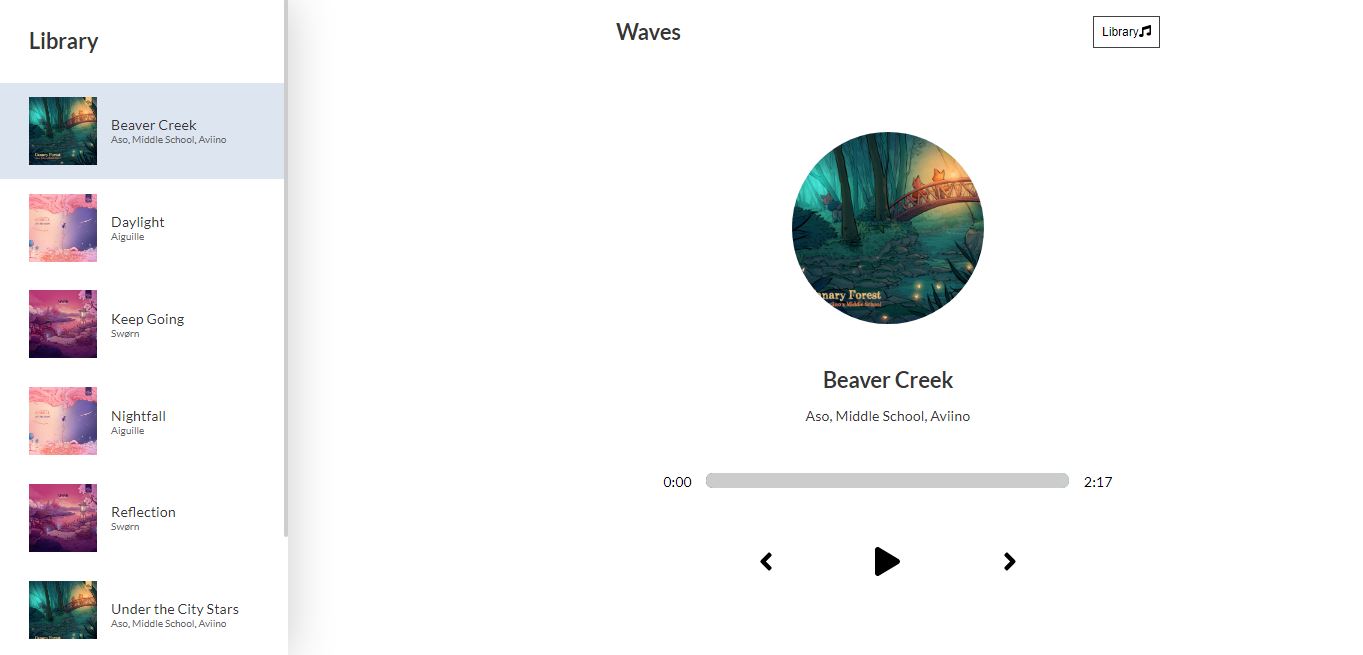 Library
Beaver Creek
Aso, Middle School, Aviino
Daylight
Aiguille
Keep Going
Swørn
Nightfall
Aiguille
Reflection
Swørn
Under the City Stars
Aso, Middle School, Aviino
Waves
Library
nary Forest
Beaver Creek
Aso, Middle School, Aviino
0:00
2:17